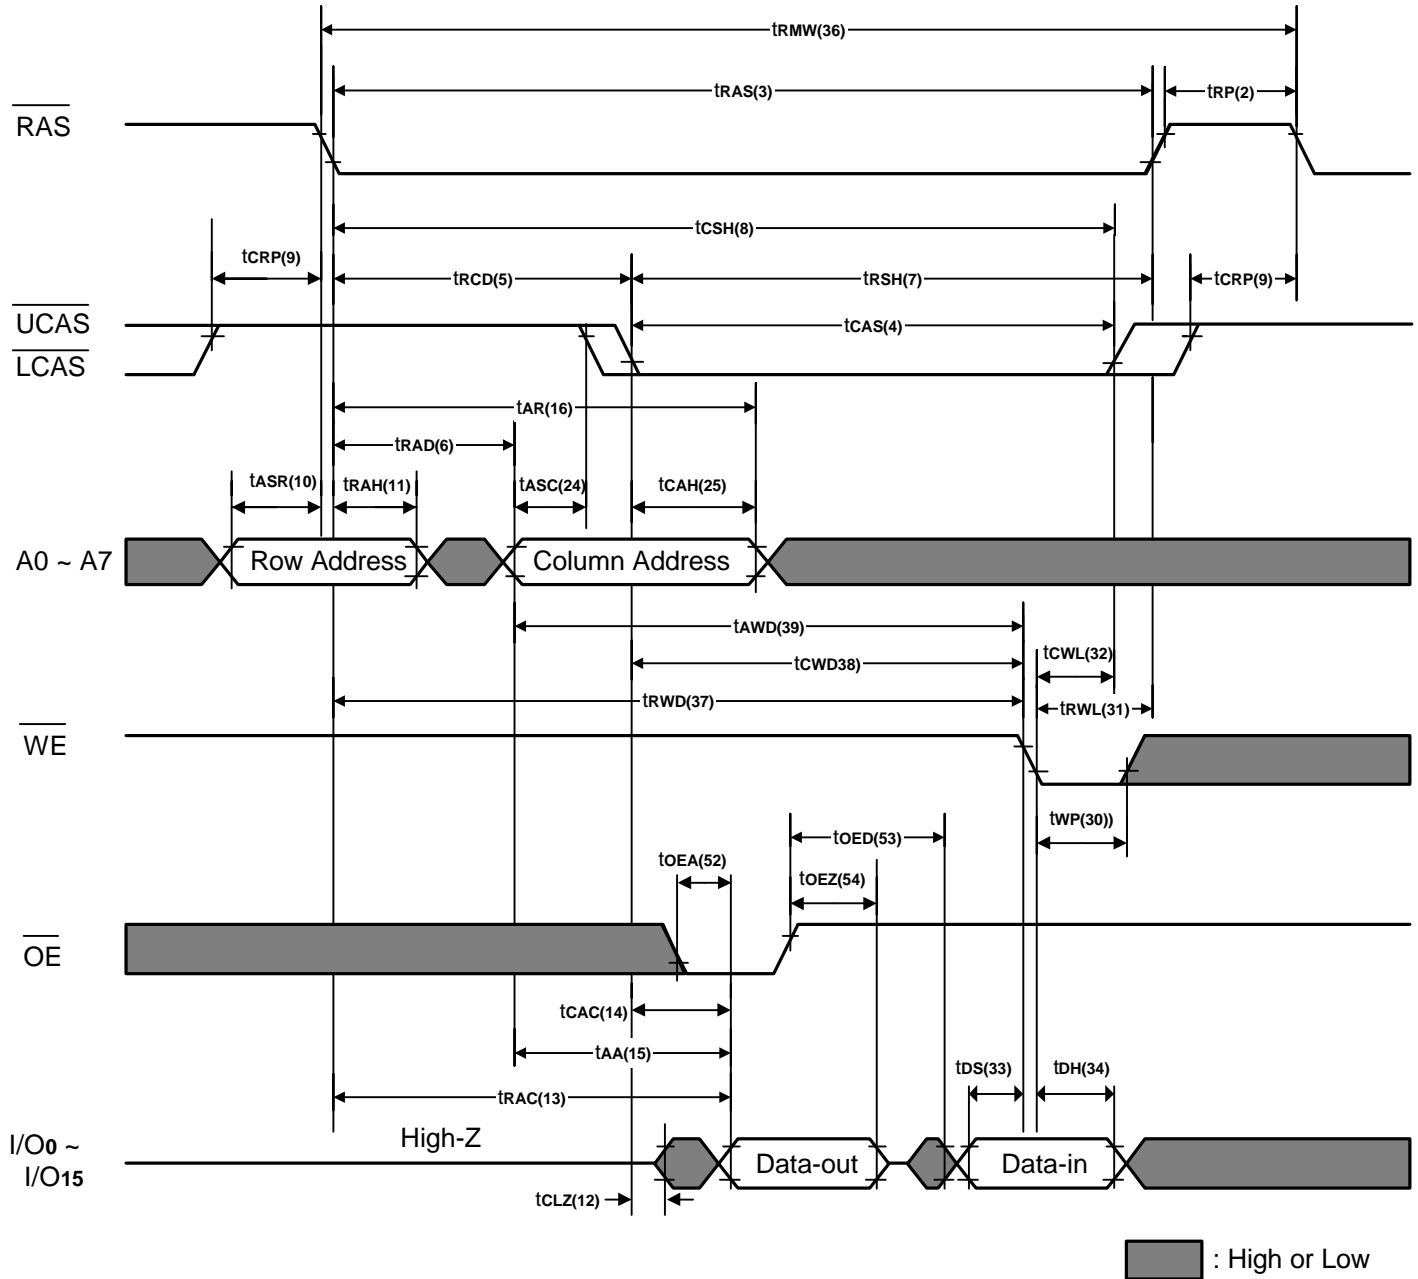 tRMW(36)
tRAS(3)
tRP(2)
RAS
tCSH(8)
tCRP(9)
tRCD(5)
tRSH(7)
tCRP(9)
UCAS
tCAS(4)
LCAS
tAR(16)
tRAD(6)
tASR(10)
tRAH(11)
tASC(24)
tCAH(25)
A0 ~ A7
Row Address
Column Address
tAWD(39)
tCWD38)
tCWL(32)
tRWD(37)
tRWL(31)
WE
tWP(30))
tOED(53)
tOEA(52)
tOEZ(54)
OE
tCAC(14)
tAA(15)
tDS(33)
tDH(34)
tRAC(13)
High-Z
I/O0 ~
I/O15
Data-out
Data-in
tCLZ(12)
: High or Low